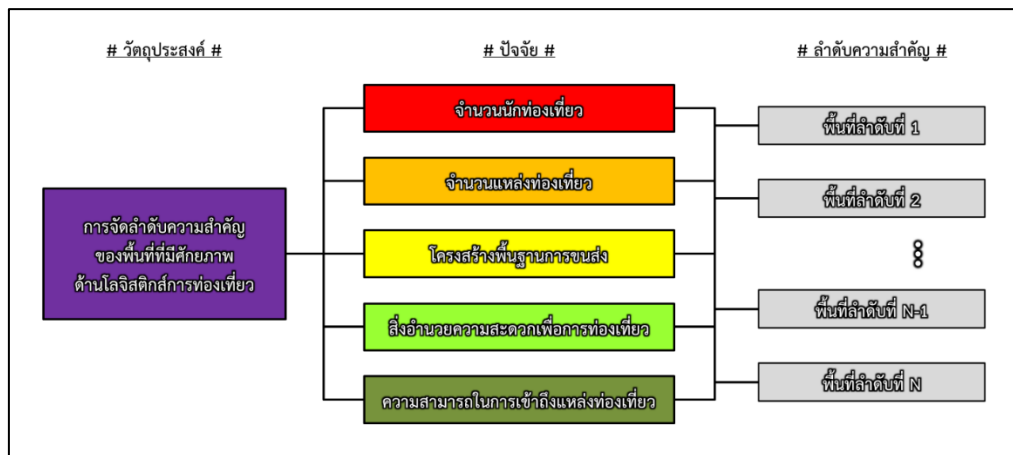 # วัตถุประสงค์ #
# ปัจจัย #
# ลำดับความสำคัญ #
การจัดลำดับความสำคัญ
ของพื้นที่ที่มีศักยภาพ
ด้านโลจิสติกส์การท่องเที่ยว
จำนวนนักท่องเที่ยว
จำนวนแหล่งท่องเที่ยว
โครงสร้างพื้นฐานการขนส่ง
สิ่งอำนวยความสะดวกเพื่อการท่องเที่ยว
ความสามารถในการเข้าถึงแหล่งท่องเที่ยว
พื้นที่ลำดับที่ 1
พื้นที่ลำดับที่ 2
พื้นที่ลำดับที่ N-1
พื้นที่ลำดับที่ N